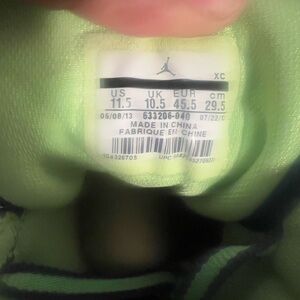 XC
US UK EUR cm
11.5 10.5 45.5 29.5
05/08/13 633206-040 07/22/
MADE IN CHINA
FABRIQUE EN CHINE
UPC